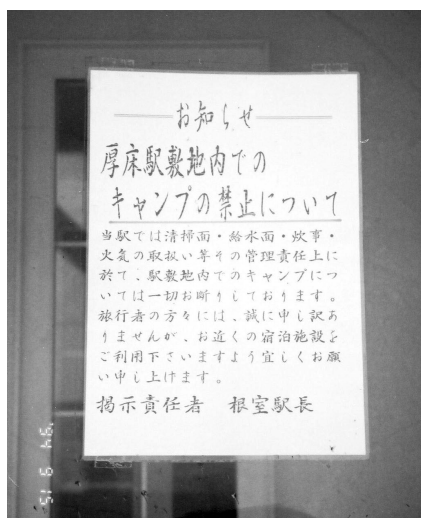 お知らせ
厚床駅敷地内での
キャンプの禁止について
当駅では清掃面・給水面・炊事・
火気の取扱い等その管理責任上に
於て、駅敷地内でのキャンプにつ
いては一切お断りしております。
旅行者の方々には、誠に申し訳あ
りませんが、お近くの宿泊施設を
ご利用下さいますよう宜しくお願
い申し上げます。
掲示責任者　根室駅長
'94 9 15